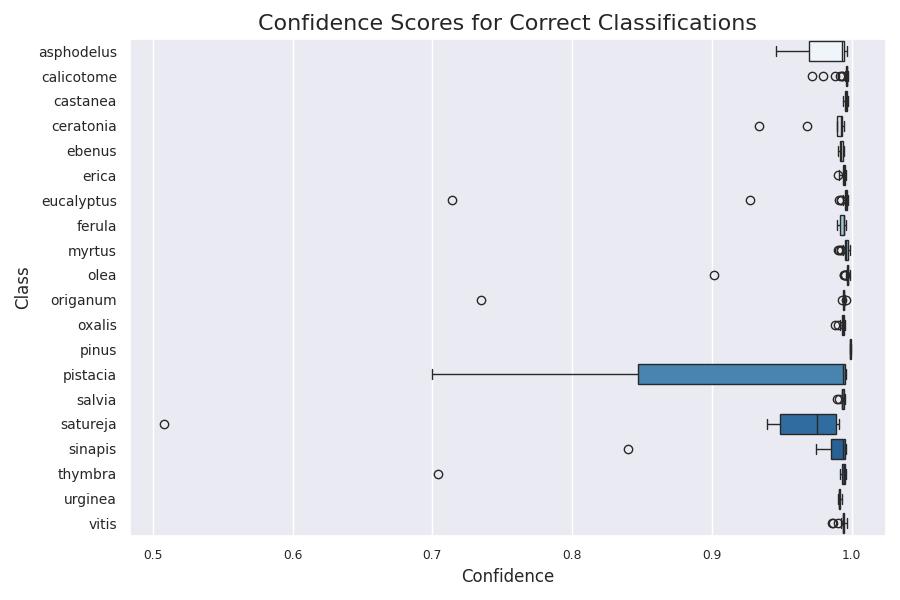 Confidence Scores for Correct Classifications
asphodelus
calicotome
castanea
ceratonia
ebenus
erica
eucalyptus
ferula
myrtus
olea
origanum
oxalis
pinus
pistacia
salvia
satureja
sinapis
thymbra
urginea
vitis
Class
0.5 0.6 0.7 0.8 0.9 1.0
Confidence